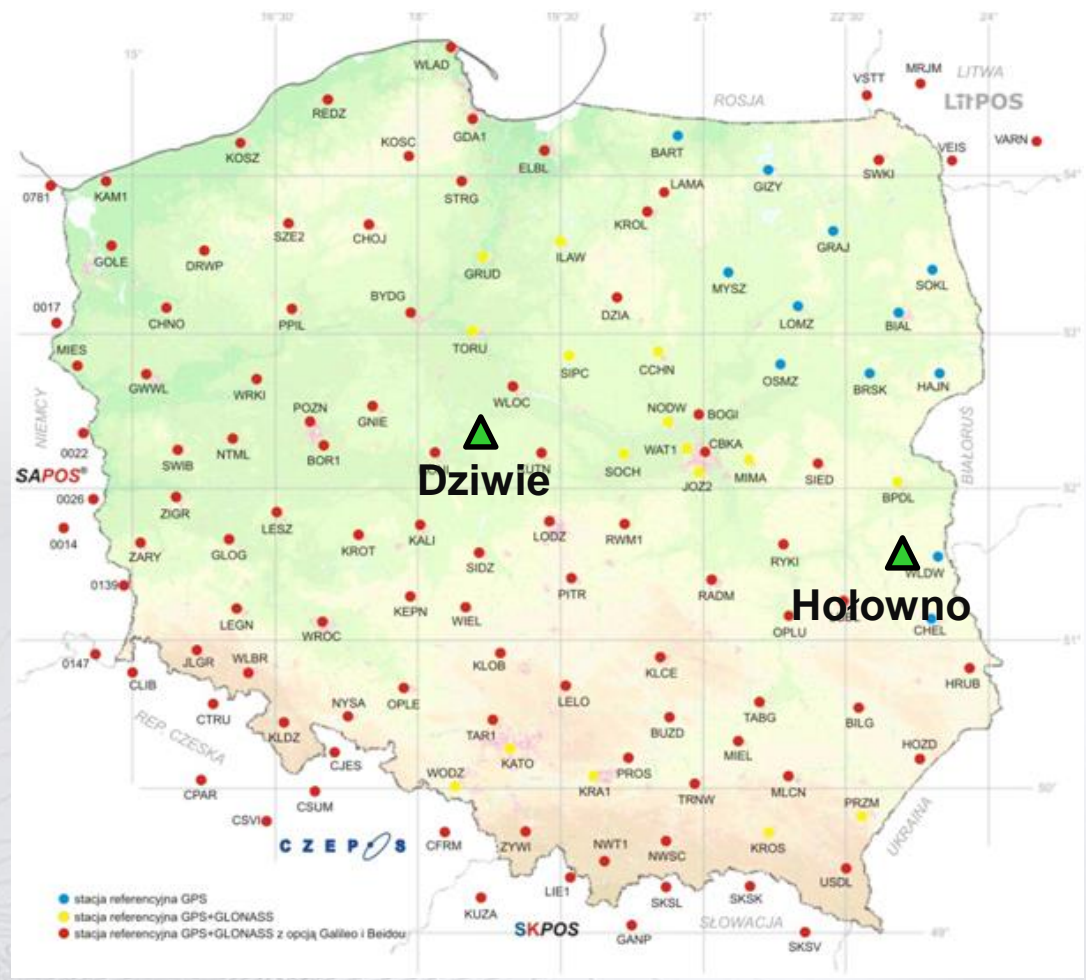 16°30'
18°
19°30'
21°
22°30'
24°
15°
WLAD
REDZ
VSTT
MRJM
LITWA
ROSJA
LITPOS
KOSZ
KOSC
GDA1
ELBL
BART
SWKI
VEIS
VARN
0781
KAM1
STRG
LAMA
GIZY
54°
SZE2
CHOJ
KROL
GOLE
DRWP
GRUD
ILAW
GRAJ
MYSZ
SOKL
0017
CHNO
PPIL
BYDG
DZIA
LOMZ
BIAL
MIES
TORU
GWWL
WRKI
SIPC
CCHN
OSMZ
BRSK
HAJN
NIEMCY
POZN
GNIE
WLOC
NODW
BOGI
BIAŁORUŚ
0022
SWIB
NTML
BOR1
WAT1
CBKA
SAPOS®
Dziwie
SOCH
JOZ2
MIMA
SIED
BPDL
52°
0026
ZIGR
LESZ
0014
ZARY
GLOG
KROT
KALI
LODZ
RWM1
SIDZ
RYKI
WLDW
0139
PITR
RADM
Hołowno
LEGN
WROC
KEPN
WIEL
OPLU
CHEL
51°
0147
JLGR
WLBR
KLOB
KLCE
CLIB
HRUB
CTRU
NYSA
OPLE
LELO
TABG
BILG
REP. CZESKA
KLDZ
TAR1
BUZD
MIEL
HOZD
CJES
KATO
PROS
CPAR
CSUM
WODZ
KRA1
TRNW
MLCN
PRZM
50°
CSVI
CZEPOS
CFRM
ZYWI
NWT1
NWSC
KROS
UKRAINA
LIE1
USDL
stacja referencyjna GPS
KUZA
SKSL
SKSK
stacja referencyjna GPS+GLONASS
SKPOS
SŁOWACJA
stacja referencyjna GPS+GLONASS z opcją Galileo i Beidou
GANP
SKSV
49°